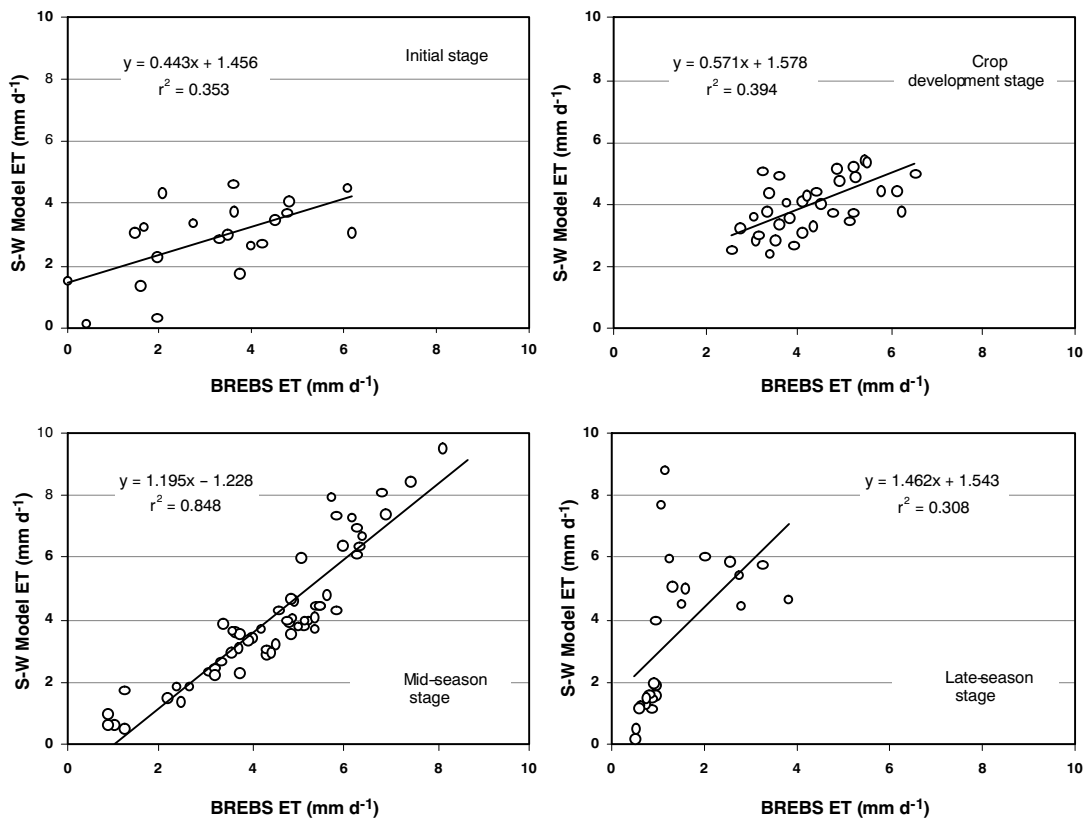 10
8
6
4
2
0
S-W Model ET (mm d⁻¹)
y = 0.443x + 1.456
r² = 0.353
Initial stage
0 2 4 6 8 10
BREBS ET (mm d⁻¹)
10
8
6
4
2
0
S-W Model ET (mm d⁻¹)
y = 0.571x + 1.578
r² = 0.394
Crop
development stage
0 2 4 6 8 10
BREBS ET (mm d⁻¹)
10
8
6
4
2
0
S-W Model ET (mm d⁻¹)
y = 1.195x − 1.228
r² = 0.848
Mid-season
stage
0 2 4 6 8 10
BREBS ET (mm d⁻¹)
10
8
6
4
2
0
S-W Model ET (mm d⁻¹)
y = 1.462x + 1.543
r² = 0.308
Late-season
stage
0 2 4 6 8 10
BREBS ET (mm d⁻¹)